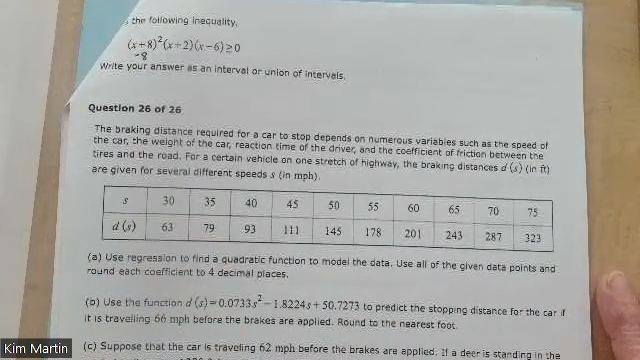 the following inequality.
(x+8)²(x+2)(x−6)≥0
-8
Write your answer as an interval or union of intervals.
Question 26 of 26
The braking distance required for a car to stop depends on numerous variables such as the speed of
the car, the weight of the car, reaction time of the driver, and the coefficient of friction between the
tires and the road. For a certain vehicle on one stretch of highway, the braking distances d (s) (in ft)
are given for several different speeds s (in mph).
s 30 35 40 45 50 55 60 65 70 75
d (s) 63 79 93 111 145 178 201 243 287 323
(a) Use regression to find a quadratic function to model the data. Use all of the given data points and
round each coefficient to 4 decimal places.
(b) Use the function d (s)=0.0733s²−1.8224s+50.7273 to predict the stopping distance for the car if
it is travelling 66 mph before the brakes are applied. Round to the nearest foot.
(c) Suppose that the car is traveling 62 mph before the brakes are applied. If a deer is standing in the
Kim Martin